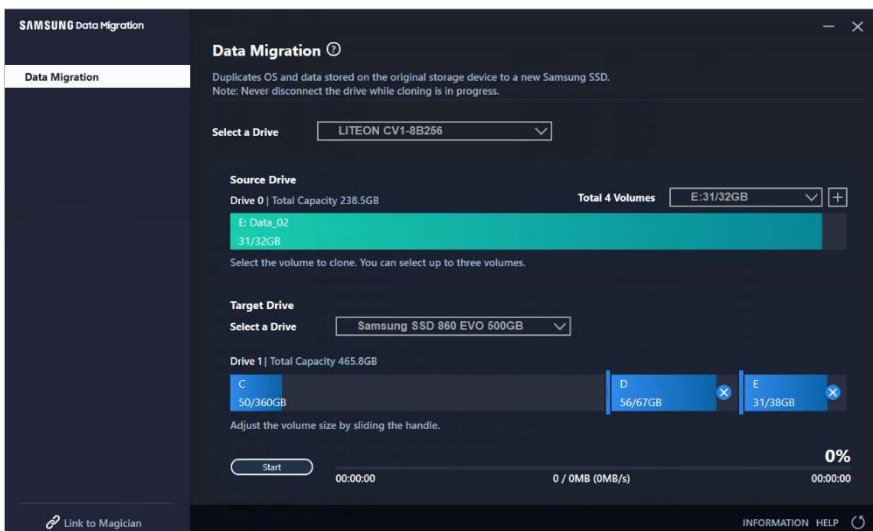 SAMSUNG Data Migration
Data Migration
Data Migration ?
Duplicates OS and data stored on the original storage device to a new Samsung SSD.
Note: Never disconnect the drive while cloning is in progress.
Select a Drive LITEON CV1-8B256
Source Drive
Drive 0 | Total Capacity 238.5GB Total 4 Volumes E:31/32GB
E: Data_02
31/32GB
Select the volume to clone. You can select up to three volumes.
Target Drive
Select a Drive Samsung SSD 860 EVO 500GB
Drive 1 | Total Capacity 465.8GB
C D E
50/360GB 56/67GB 31/38GB
Adjust the volume size by sliding the handle.
0%
Start 00:00:00 0 / 0MB (0MB/s) 00:00:00
Link to Magician INFORMATION HELP